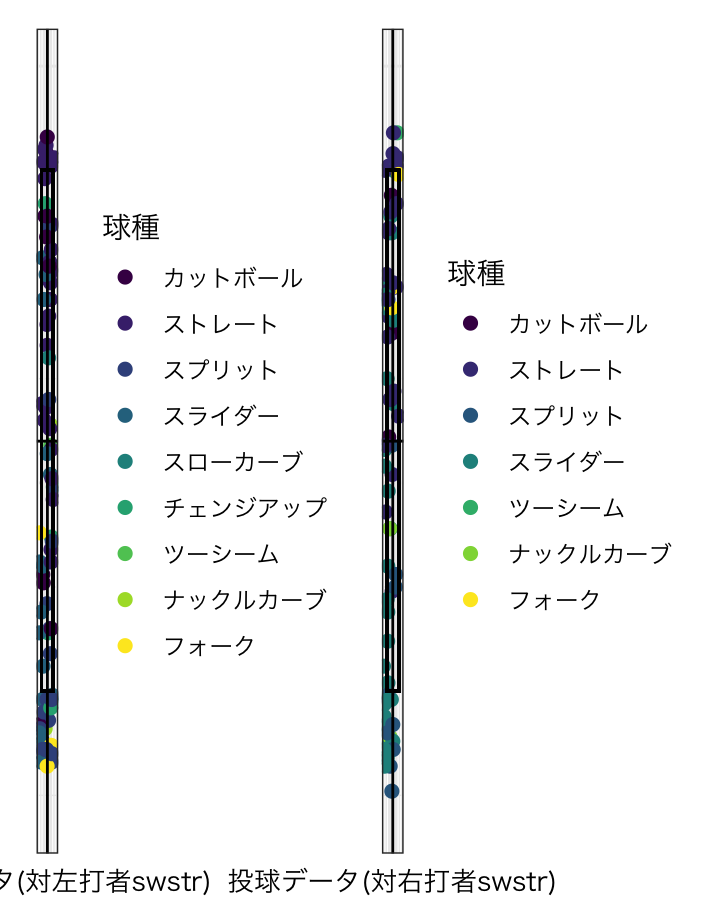 球種
カットボール
ストレート
スプリット
スライダー
スローカーブ
チェンジアップ
ツーシーム
ナックルカーブ
フォーク
球種
カットボール
ストレート
スプリット
スライダー
ツーシーム
ナックルカーブ
フォーク
タ(対左打者swstr)
投球データ(対右打者swstr)